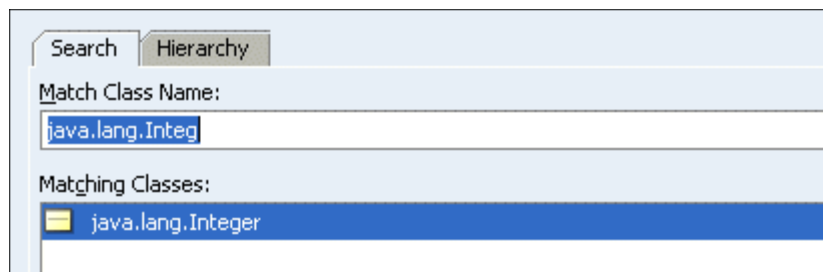 Search Hierarchy
Match Class Name:
java.lang.Integ
Matching Classes:
java.lang.Integer